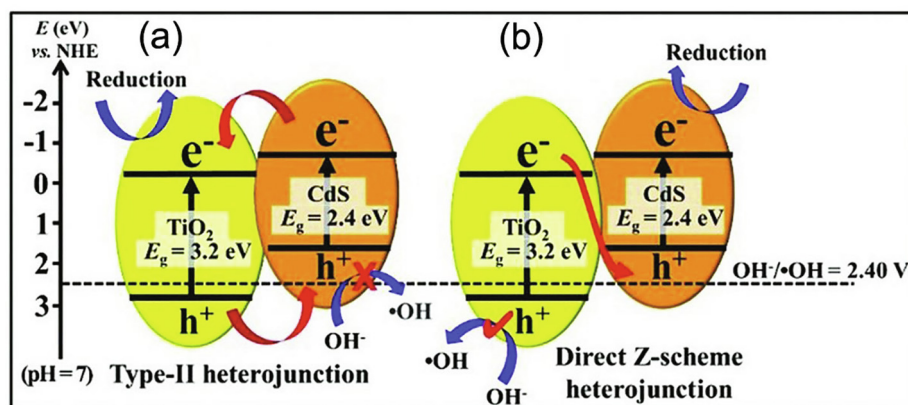 E (eV)
vs. NHE
(a)
(b)
Reduction
Reduction
-2
-1
0
1
2
3
e-
e-
e-
e-
TiO2
Eg = 3.2 eV
CdS
Eg = 2.4 eV
TiO2
Eg = 3.2 eV
CdS
Eg = 2.4 eV
h+
h+
h+
h+
OH-/•OH = 2.40 V
OH-
•OH
•OH
OH-
(pH = 7)
Type-II heterojunction
Direct Z-scheme
heterojunction